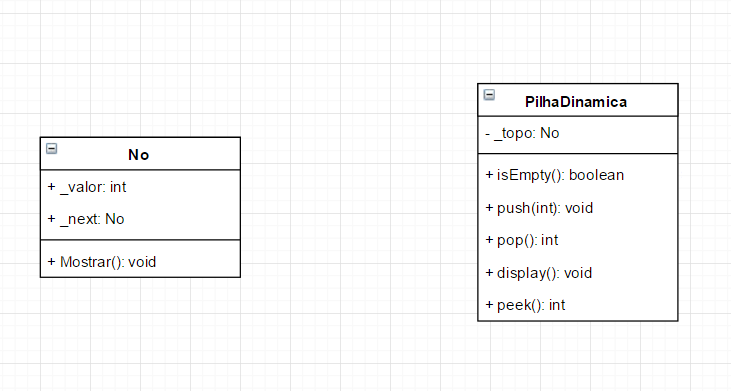 No
+ _valor: int
+ _next: No
+ Mostrar(): void
PilhaDinamica
- _topo: No
+ isEmpty(): boolean
+ push(int): void
+ pop(): int
+ display(): void
+ peek(): int